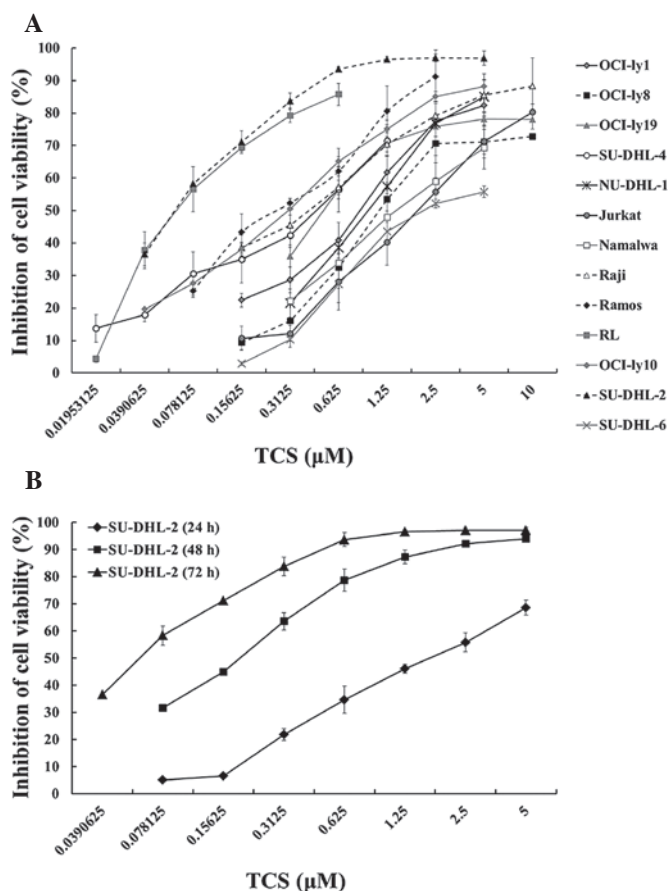 A
Inhibition of cell viability (%)
100
90
80
70
60
50
40
30
20
10
0
0.01953125
0.0390625
0.078125
0.15625
0.3125
0.625
1.25
2.5
5
10
TCS (μM)
OCI-ly1
OCI-ly8
OCI-ly19
SU-DHL-4
NU-DHL-1
Jurkat
Namalwa
Raji
Ramos
RL
OCI-ly10
SU-DHL-2
SU-DHL-6
B
Inhibition of cell viability (%)
100
90
80
70
60
50
40
30
20
10
0
SU-DHL-2 (24 h)
SU-DHL-2 (48 h)
SU-DHL-2 (72 h)
0.0390625
0.078125
0.15625
0.3125
0.625
1.25
2.5
5
TCS (μM)